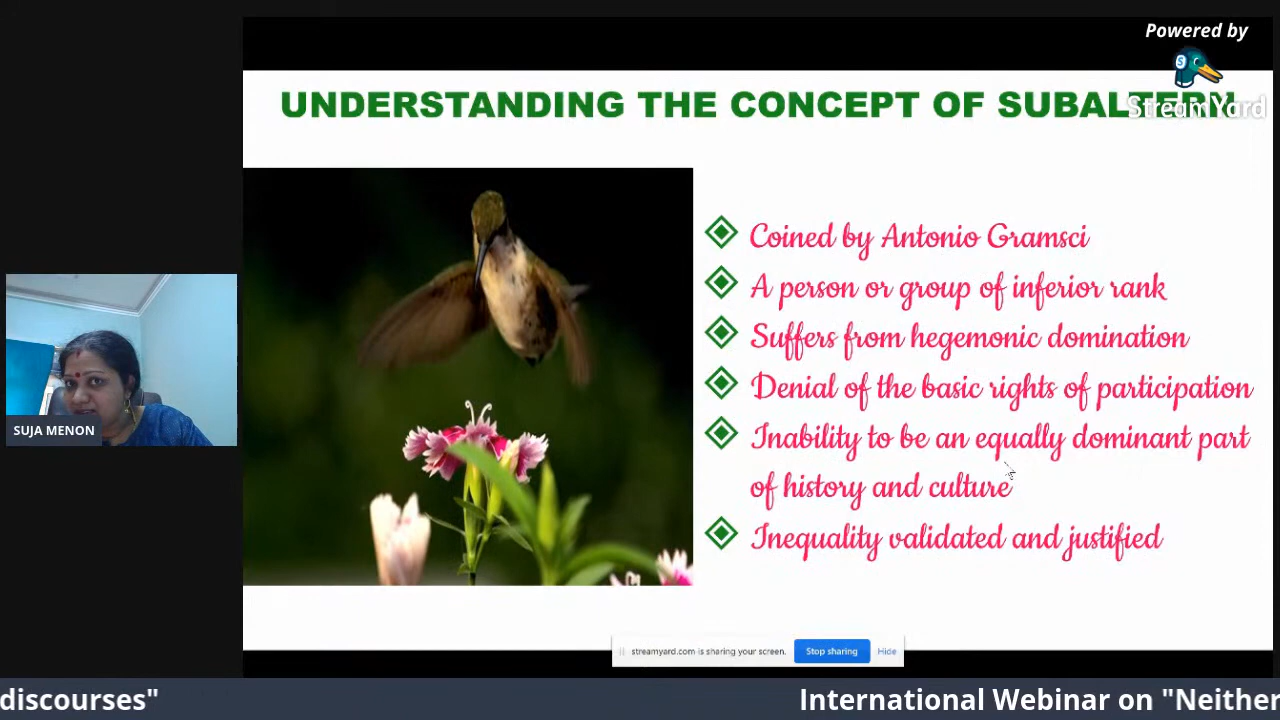 Powered by
StreamYard
UNDERSTANDING THE CONCEPT OF SUBALTERN
Coined by Antonio Gramsci
A person or group of inferior rank
Suffers from hegemonic domination
Denial of the basic rights of participation
Inability to be an equally dominant part
of history and culture
Inequality validated and justified
SUJA MENON
streamyard.com is sharing your screen. Stop sharing Hide
discourses" International Webinar on "Neither